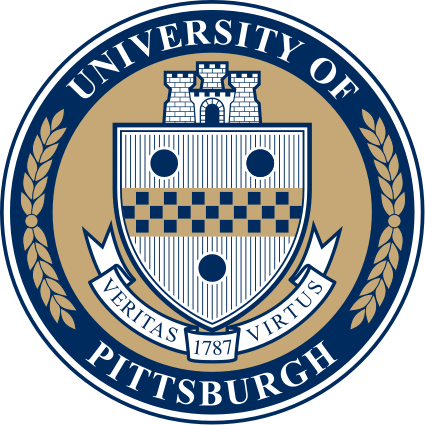 UNIVERSITY OF
PITTSBURGH
VERITAS
1787
VIRTUS